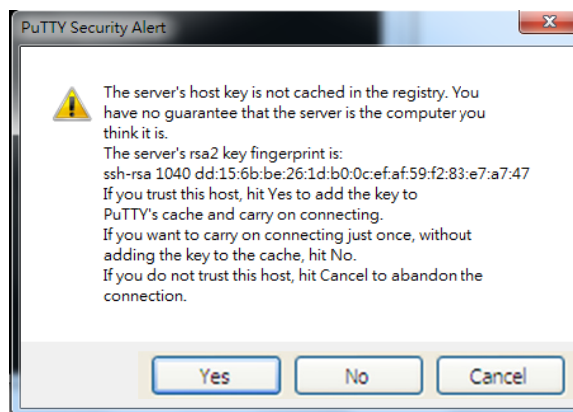 PuTTY Security Alert
The server's host key is not cached in the registry. You
have no guarantee that the server is the computer you
think it is.
The server's rsa2 key fingerprint is:
ssh-rsa 1040 dd:15:6b:be:26:1d:b0:0c:ef:af:59:f2:83:e7:a7:47
If you trust this host, hit Yes to add the key to
PuTTY's cache and carry on connecting.
If you want to carry on connecting just once, without
adding the key to the cache, hit No.
If you do not trust this host, hit Cancel to abandon the
connection.
Yes No Cancel